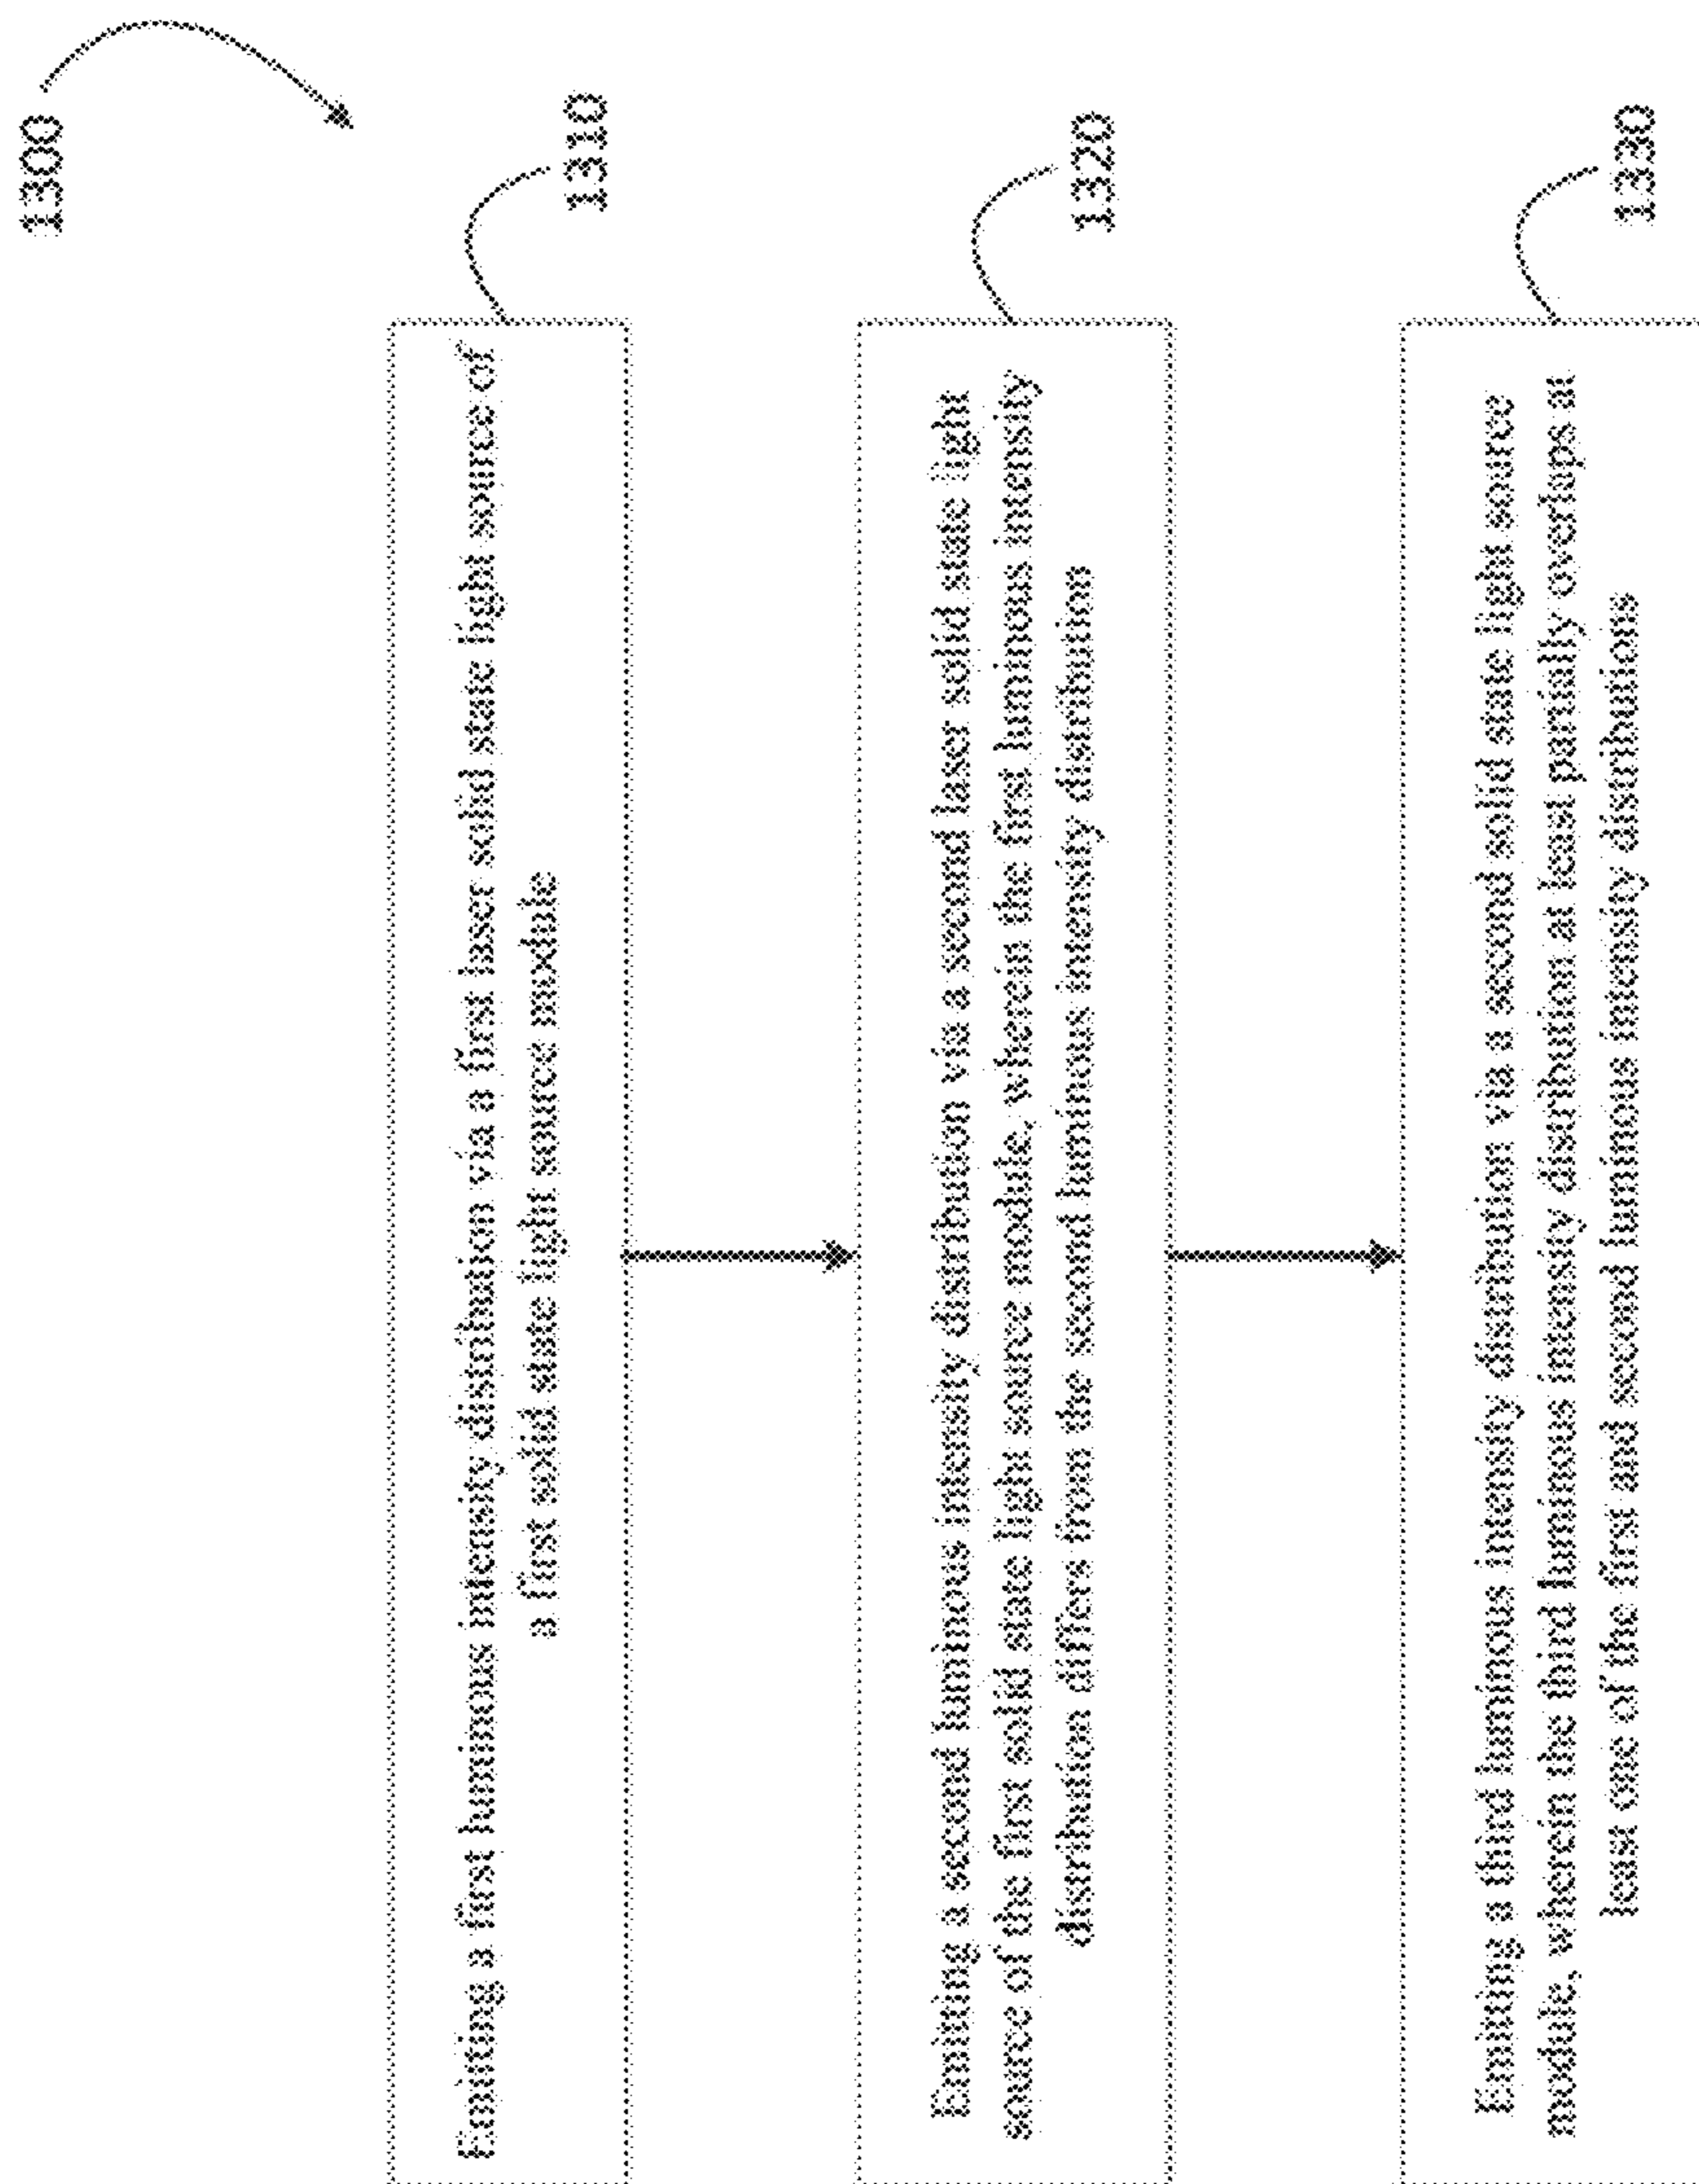 1300
Emitting a first luminous intensity distribution via a first laser solid state light source of
a first solid state light source module
1310
Emitting a second luminous intensity distribution via a second laser solid state light
source of the first solid state light source module, wherein the first luminous intensity
distribution differs from the second luminous intensity distribution
1320
Emitting a third luminous intensity distribution via a second solid state light source
module, wherein the third luminous intensity distribution at least partially overlaps at
least one of the first and second luminous intensity distributions
1330